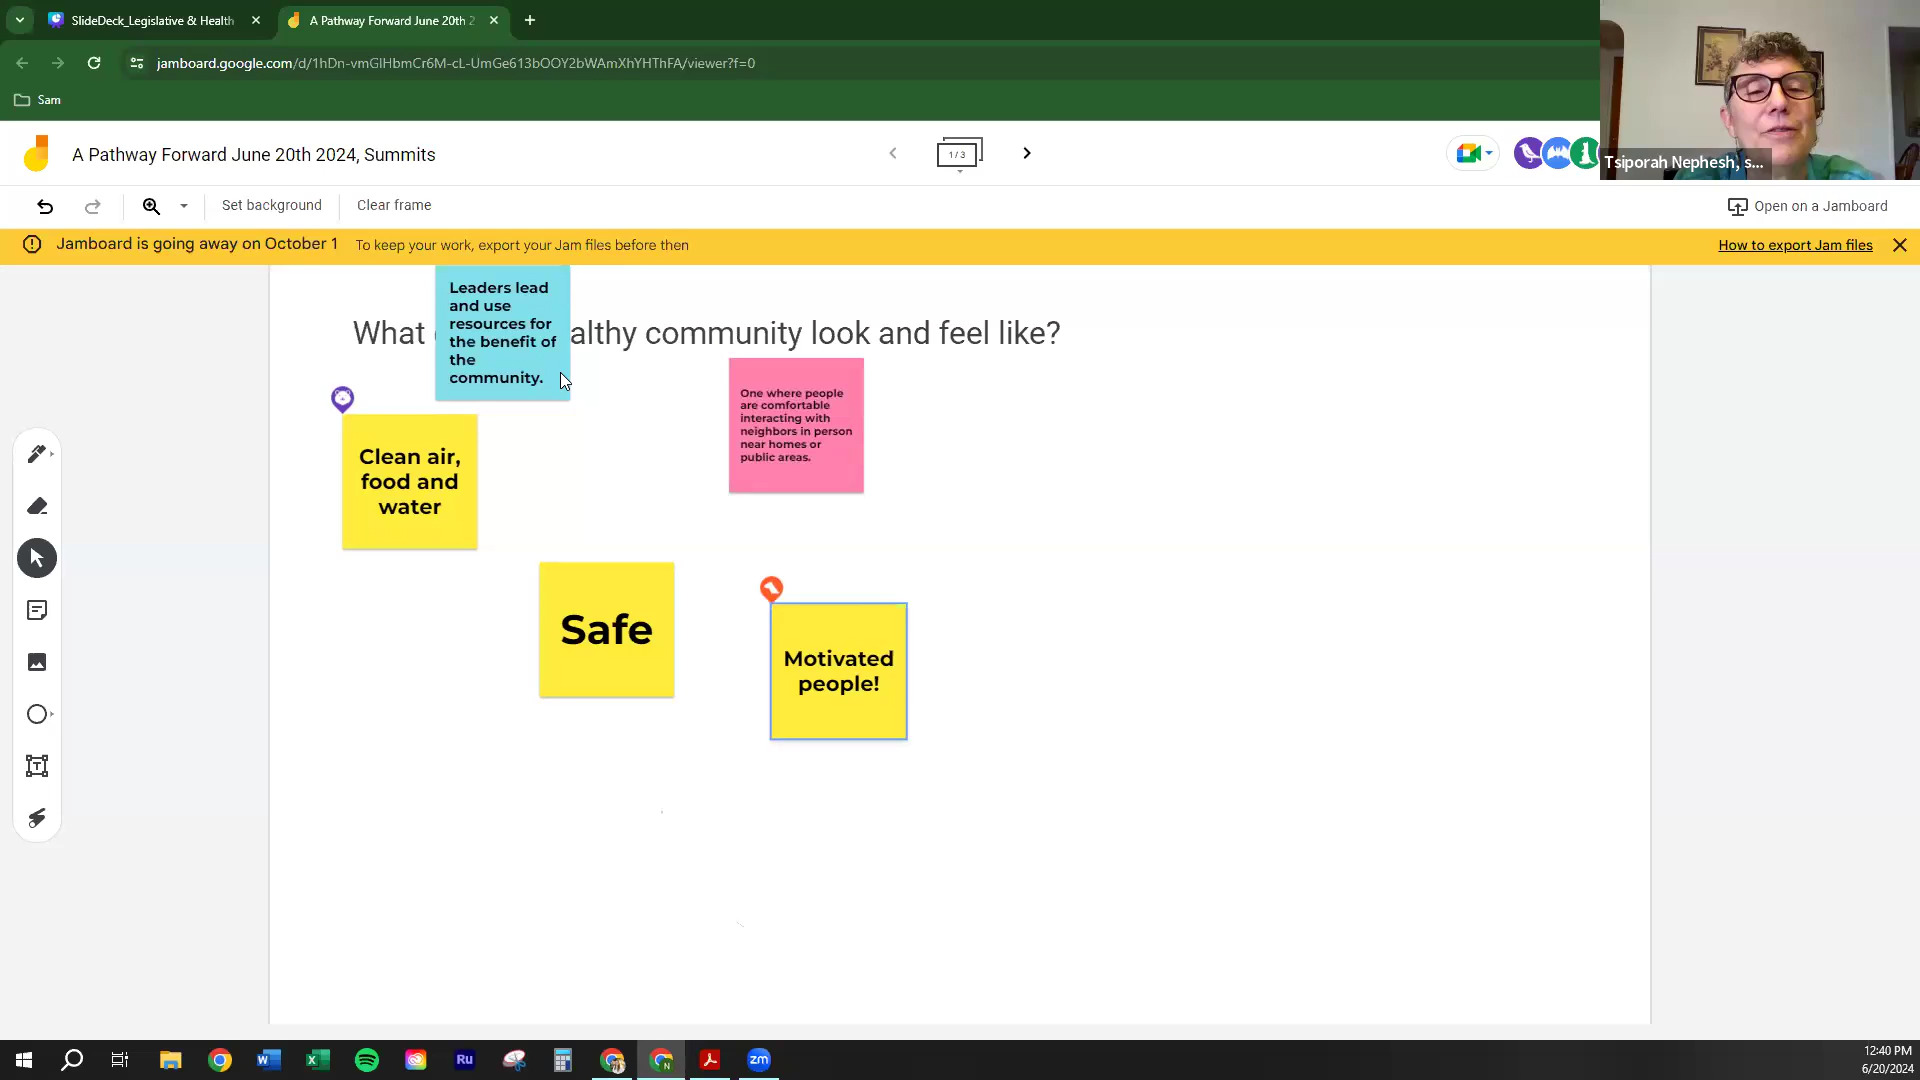 SlideDeck_Legislative & Health
A Pathway Forward June 20th 2
jamboard.google.com/d/1hDn-vmGlHbmCr6M-cL-UmGe613bOOY2bWAmXhYHThFA/viewer?f=0
Sam
A Pathway Forward June 20th 2024, Summits
1 / 3
Tsiporah Nephesh, s...
Set background
Clear frame
Open on a Jamboard
Jamboard is going away on October 1
To keep your work, export your Jam files before then
How to export Jam files
Leaders lead
and use
resources for
the benefit of
the
community.
What althy community look and feel like?
One where people
are comfortable
interacting with
neighbors in person
near homes or
public areas.
Clean air,
food and
water
Safe
Motivated
people!
Ru
N
zm
12:40 PM
6/20/2024